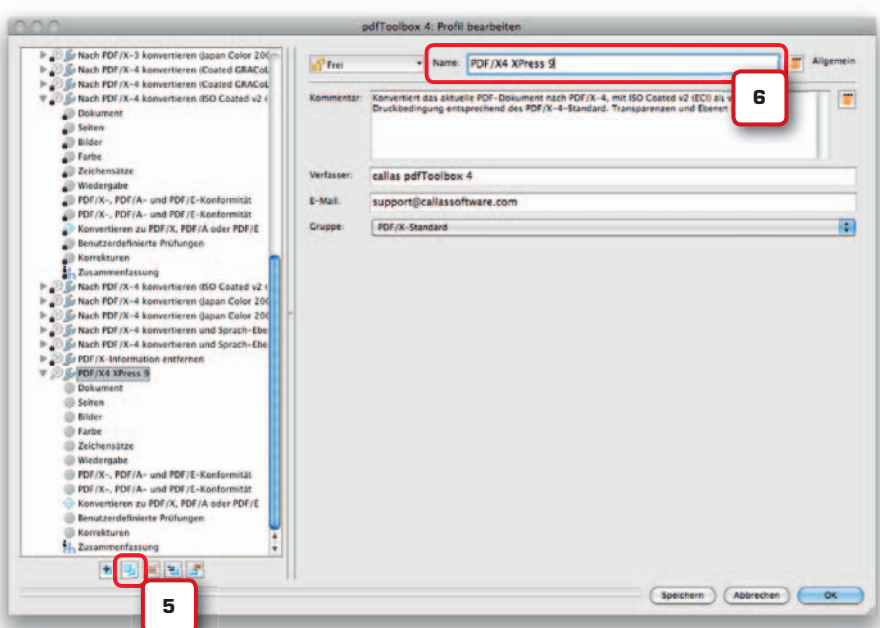 pdfToolbox 4: Profil bearbeiten
Nach PDF/X-3 konvertieren (Japan Color 200
Nach PDF/X-4 konvertieren (Coated GRACoL
Nach PDF/X-4 konvertieren (Coated GRACoL
Nach PDF/X-4 konvertieren (ISO Coated v2 (
Dokument
Seiten
Bilder
Farbe
Zeichensätze
Wiedergabe
PDF/X-, PDF/A- und PDF/E-Konformität
PDF/X-, PDF/A- und PDF/E-Konformität
Konvertieren zu PDF/X, PDF/A oder PDF/E
Benutzerdefinierte Prüfungen
Korrekturen
Zusammenfassung
Nach PDF/X-4 konvertieren (ISO Coated v2 (
Nach PDF/X-4 konvertieren (Japan Color 200
Nach PDF/X-4 konvertieren (Japan Color 200
Nach PDF/X-4 konvertieren und Sprach-Ebe
Nach PDF/X-4 konvertieren und Sprach-Ebe
PDF/X-Information entfernen
PDF/X4 XPress 9
Dokument
Seiten
Bilder
Farbe
Zeichensätze
Wiedergabe
PDF/X-, PDF/A- und PDF/E-Konformität
PDF/X-, PDF/A- und PDF/E-Konformität
Konvertieren zu PDF/X, PDF/A oder PDF/E
Benutzerdefinierte Prüfungen
Korrekturen
Zusammenfassung
5
Frei Name: PDF/X4 XPress 9 Allgemein
6
Kommentar: Konvertiert das aktuelle PDF-Dokument nach PDF/X-4, mit ISO Coated v2 (ECI) als
Druckbedingung entsprechend des PDF/X-4-Standard. Transparenzen und Ebenen
Verfasser: callas pdfToolbox 4
E-Mail: support@callassoftware.com
Gruppe: PDF/X-Standard
Speichern Abbrechen OK